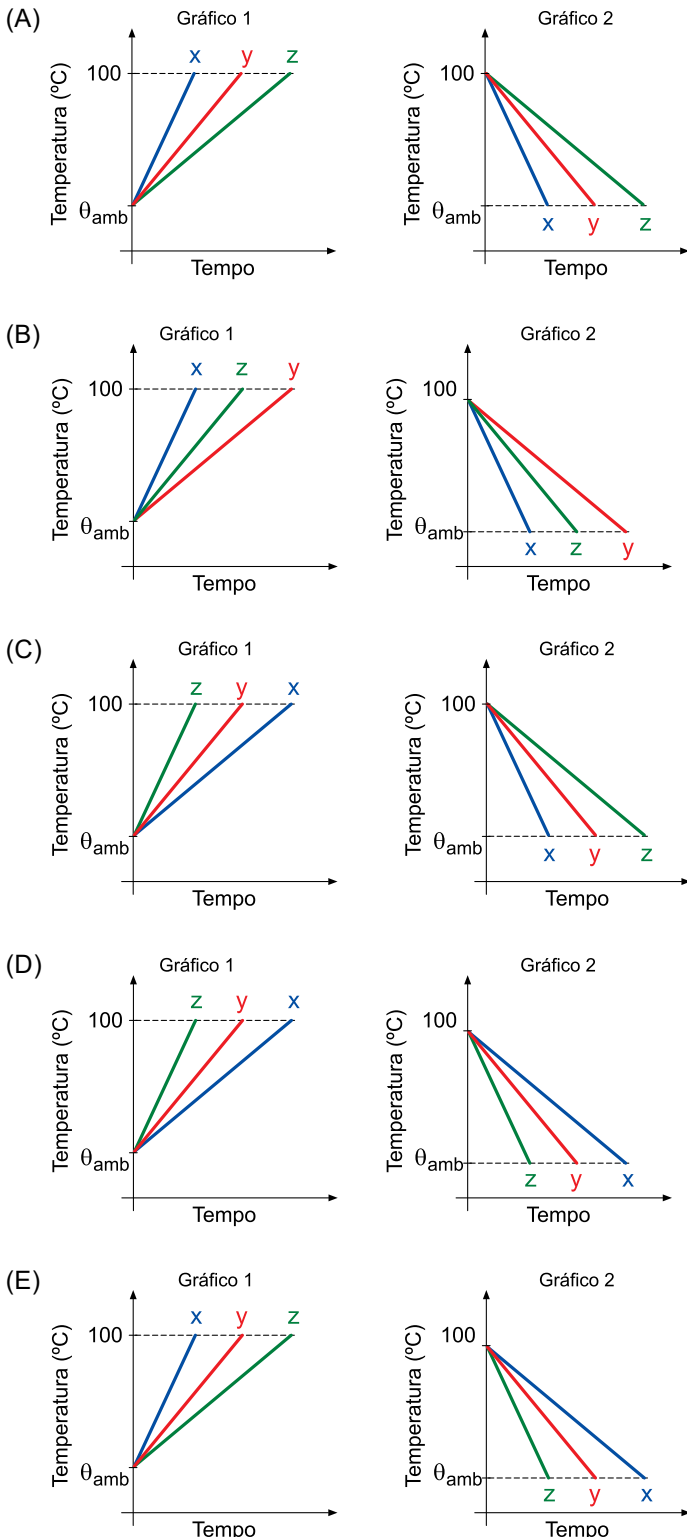 (A)
Gráfico 1
Gráfico 2
Temperatura (ºC)
100
x y z
θamb
Tempo
Temperatura (ºC)
100
θamb
x y z
Tempo
(B)
Gráfico 1
Gráfico 2
Temperatura (ºC)
100
x z y
θamb
Tempo
Temperatura (ºC)
100
θamb
x z y
Tempo
(C)
Gráfico 1
Gráfico 2
Temperatura (ºC)
100
z y x
θamb
Tempo
Temperatura (ºC)
100
θamb
x y z
Tempo
(D)
Gráfico 1
Gráfico 2
Temperatura (ºC)
100
z y x
θamb
Tempo
Temperatura (ºC)
100
θamb
z y x
Tempo
(E)
Gráfico 1
Gráfico 2
Temperatura (ºC)
100
x y z
θamb
Tempo
Temperatura (ºC)
100
θamb
z y x
Tempo